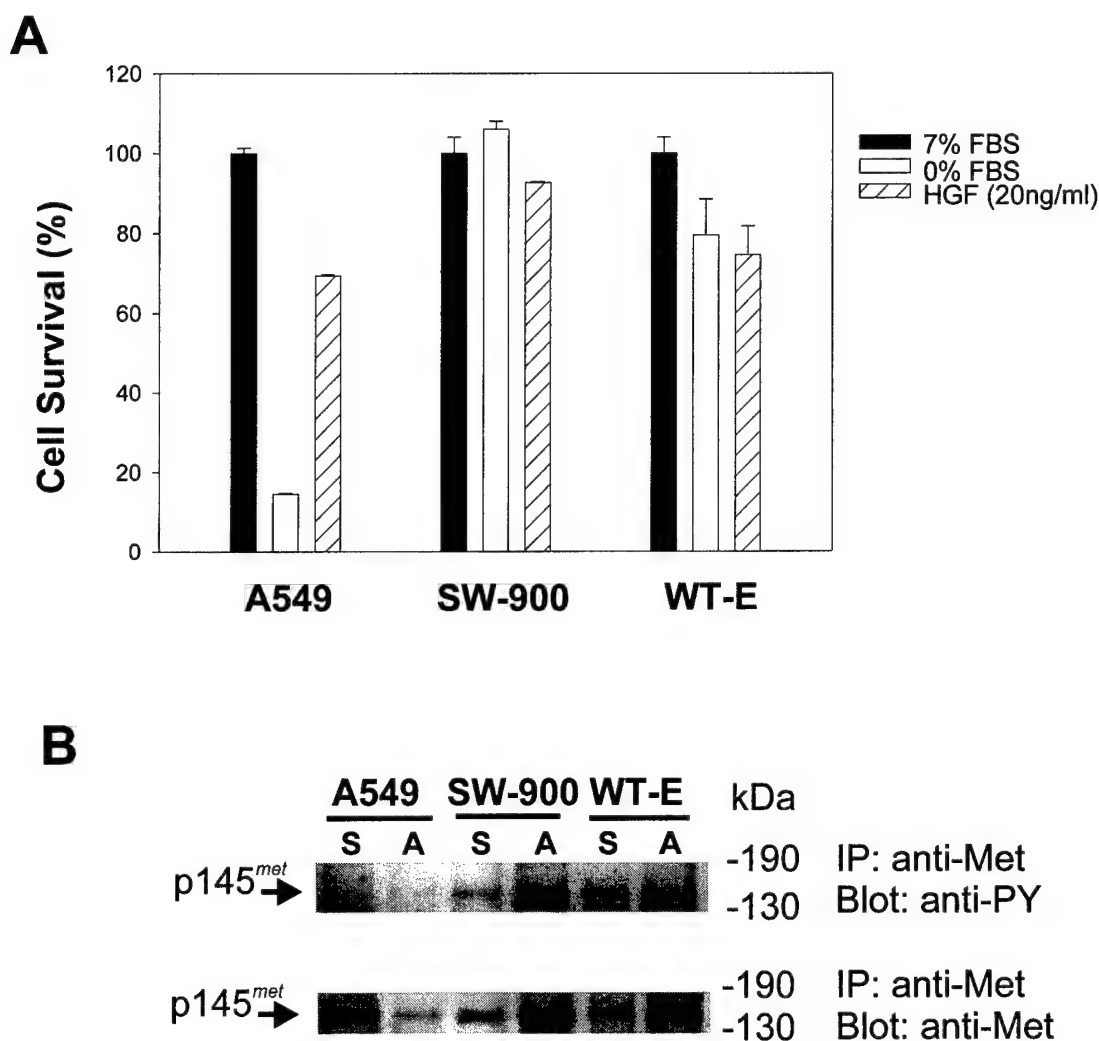 A
120
100
80
60
40
20
0
Cell Survival (%)
7% FBS
0% FBS
HGF (20ng/ml)
A549 SW-900 WT-E
B
A549 SW-900 WT-E kDa
S A S A S A
p145met
-190 IP: anti-Met
-130 Blot: anti-PY
p145met
-190 IP: anti-Met
-130 Blot: anti-Met